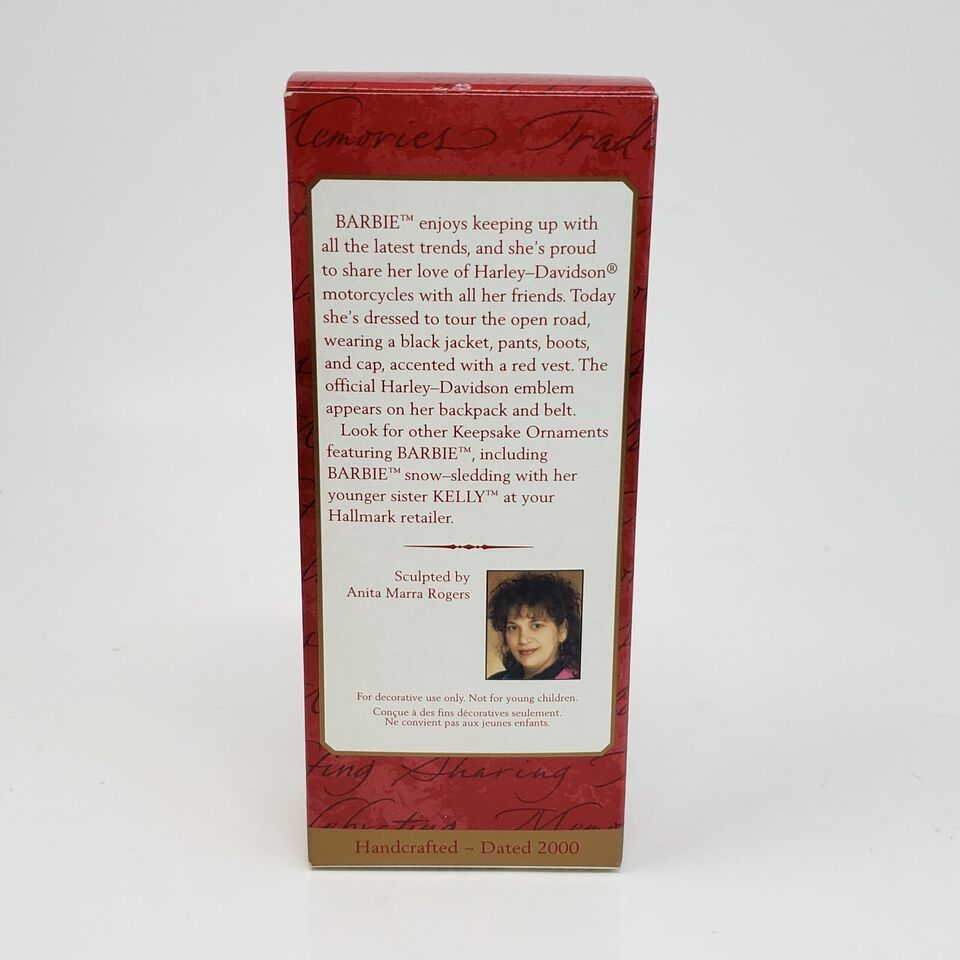 Memories Trad
BARBIE™ enjoys keeping up with
all the latest trends, and she's proud
to share her love of Harley–Davidson®
motorcycles with all her friends. Today
she's dressed to tour the open road,
wearing a black jacket, pants, boots,
and cap, accented with a red vest. The
official Harley–Davidson emblem
appears on her backpack and belt.
Look for other Keepsake Ornaments
featuring BARBIE™, including
BARBIE™ snow–sledding with her
younger sister KELLY™ at your
Hallmark retailer.
Sculpted by
Anita Marra Rogers
For decorative use only. Not for young children.
Conçue à des fins décoratives seulement.
Ne convient pas aux jeunes enfants.
ting Sharing
lebrating Memo
Handcrafted ~ Dated 2000